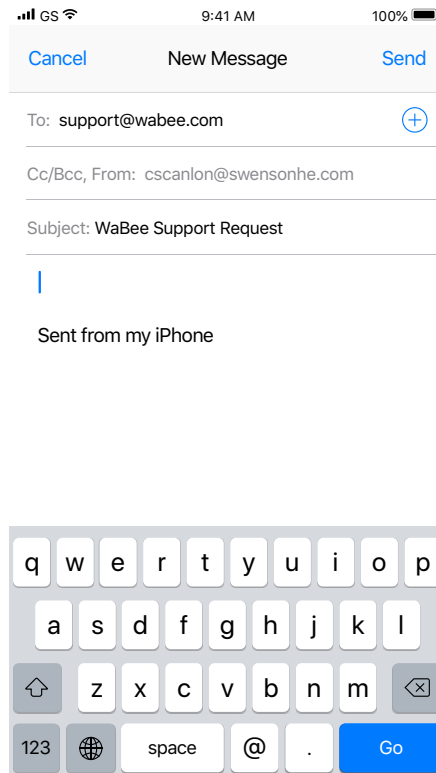 GS 9:41 AM 100%
Cancel New Message Send
To: support@wabee.com
Cc/Bcc, From: cscanlon@swensonhe.com
Subject: WaBee Support Request
Sent from my iPhone
q w e r t y u i o p
a s d f g h j k l
z x c v b n m
123 space @ . Go